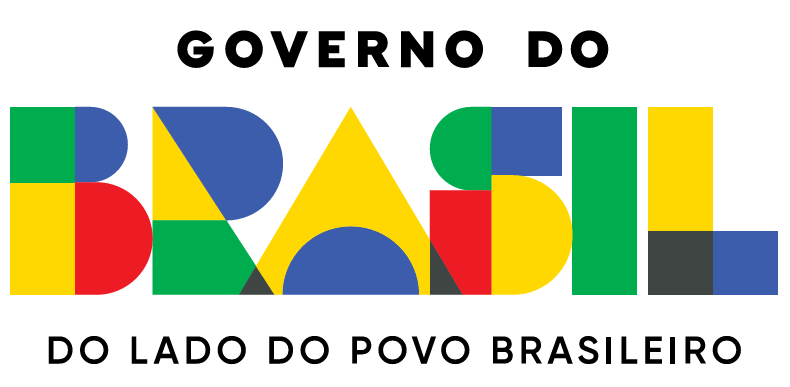 GOVERNO DO
BRASIL
DO LADO DO POVO BRASILEIRO